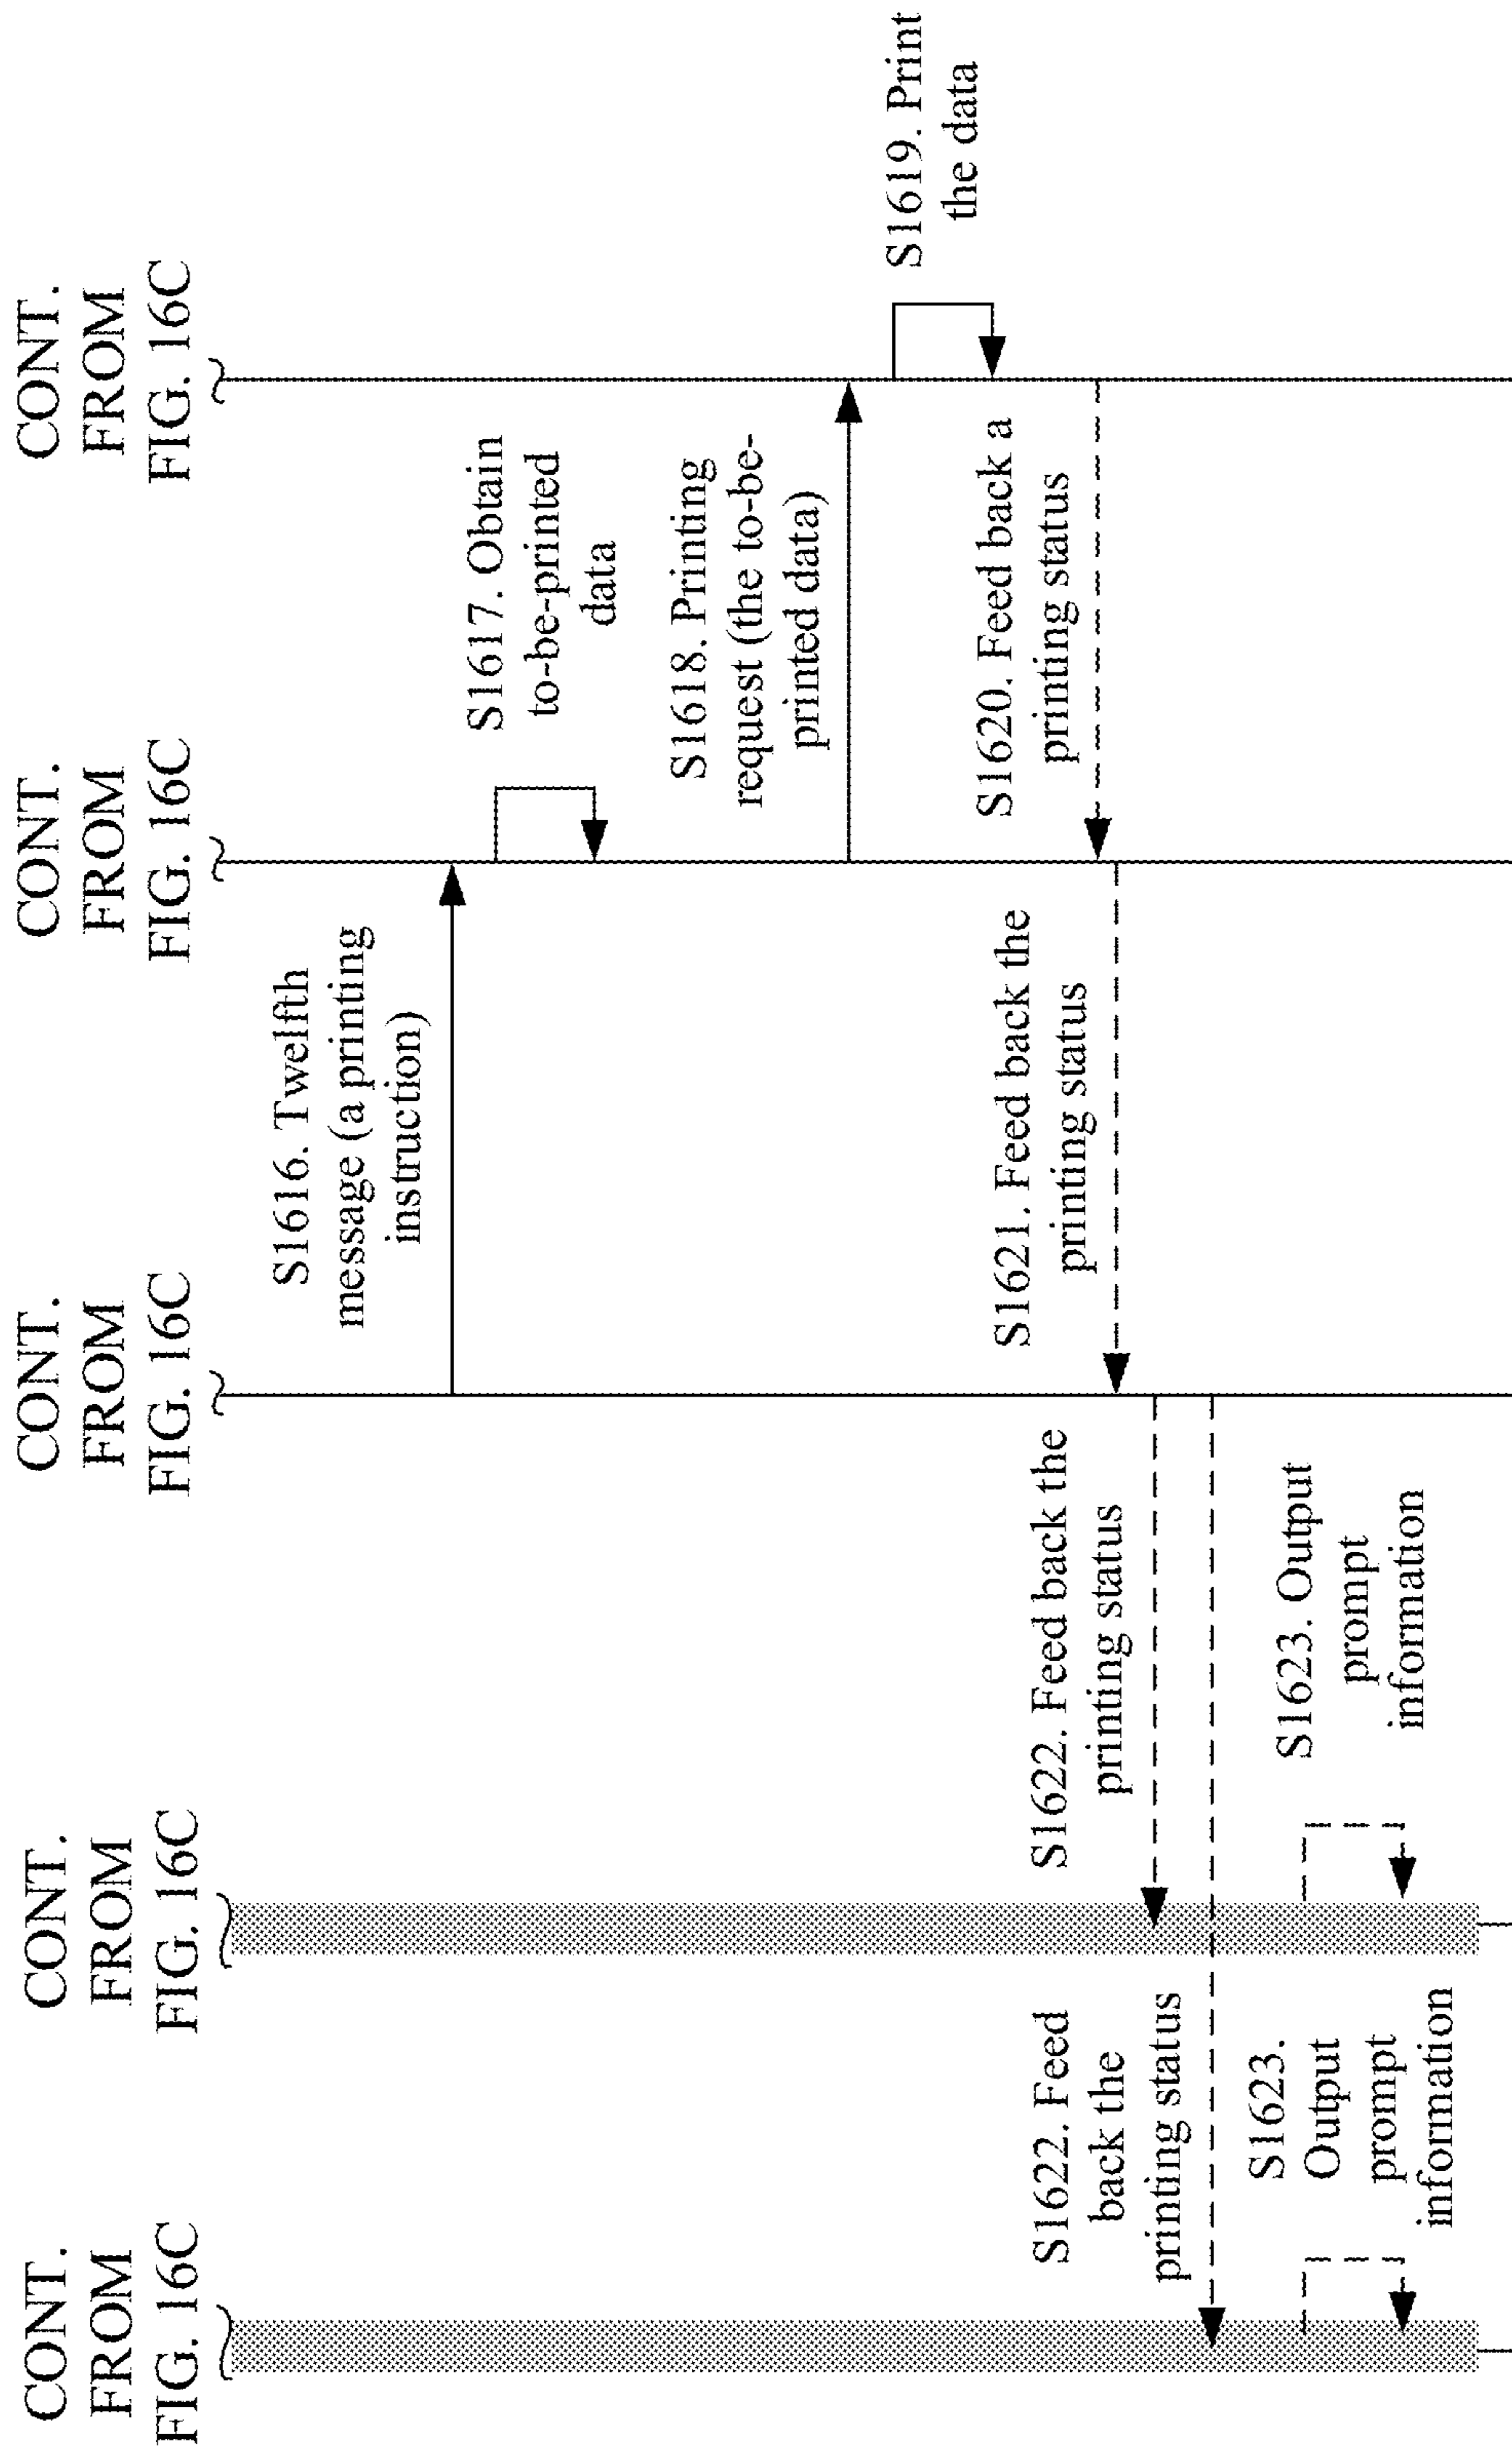 CONT.
FROM
FIG. 16C
CONT.
FROM
FIG. 16C
CONT.
FROM
FIG. 16C
CONT.
FROM
FIG. 16C
CONT.
FROM
FIG. 16C
S1616. Twelfth
message (a printing
instruction)
S1617. Obtain
to-be-printed
data
S1618. Printing
request (the to-be-
printed data)
S1619. Print
the data
S1620. Feed back a
printing status
S1621. Feed back the
printing status
S1622. Feed back the
printing status
S1622. Feed
back the
printing status
S1623. Output
prompt
information
S1623.
Output
prompt
information